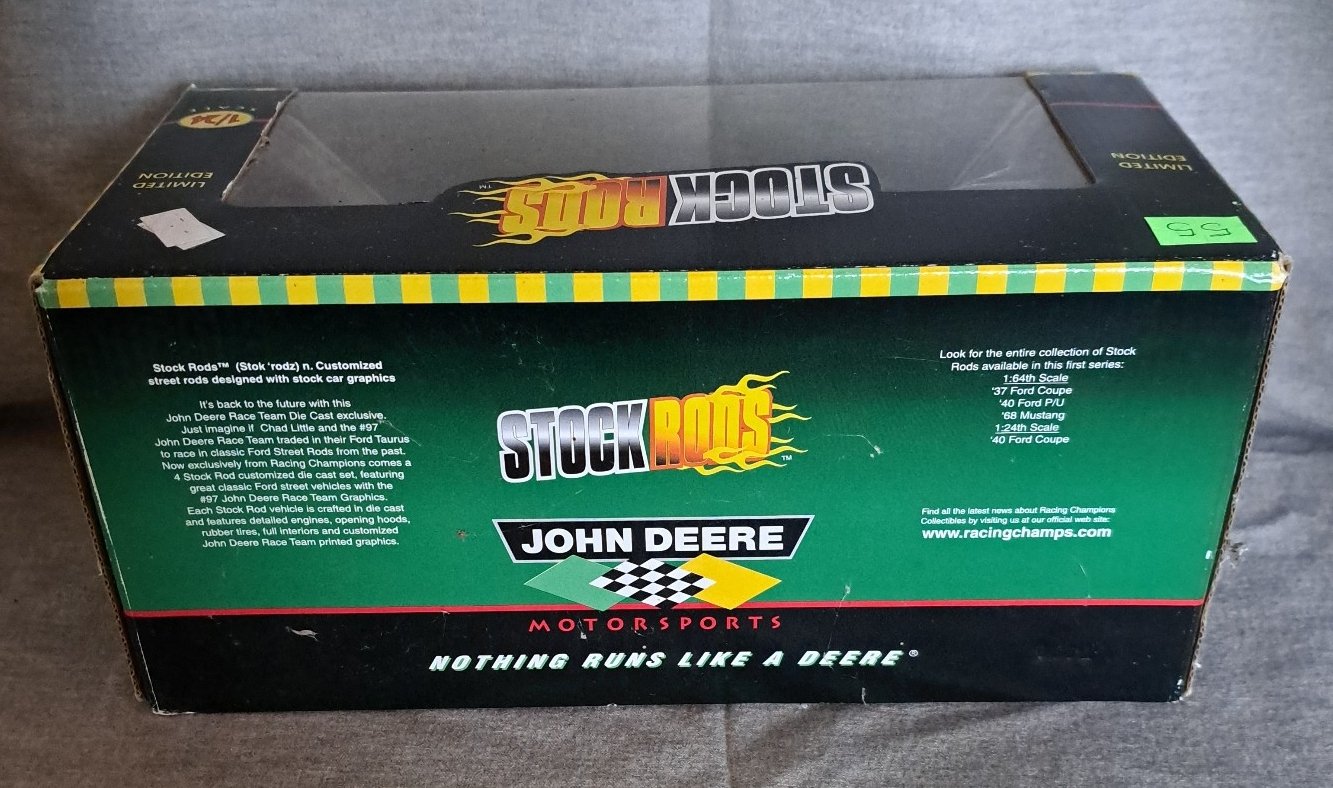 SCALE
1/24
LIMITED
EDITION
STOCK RODS™
LIMITED
EDITION
55
Stock Rods™ (Stok 'rodz) n. Customized
street rods designed with stock car graphics
It's back to the future with this
John Deere Race Team Die Cast exclusive.
Just imagine if Chad Little and the #97
John Deere Race Team traded in their Ford Taurus
to race in classic Ford Street Rods from the past.
Now exclusively from Racing Champions comes a
4 Stock Rod customized die cast set, featuring
great classic Ford street vehicles with the
#97 John Deere Race Team Graphics.
Each Stock Rod vehicle is crafted in die cast
and features detailed engines, opening hoods,
rubber tires, full interiors and customized
John Deere Race Team printed graphics.
STOCK RODS™
JOHN DEERE
MOTORSPORTS
NOTHING RUNS LIKE A DEERE®
Look for the entire collection of Stock
Rods available in this first series:
1:64th Scale
'37 Ford Coupe
'40 Ford P/U
'68 Mustang
1:24th Scale
'40 Ford Coupe
Find all the latest news about Racing Champions
Collectibles by visiting us at our official web site:
www.racingchamps.com